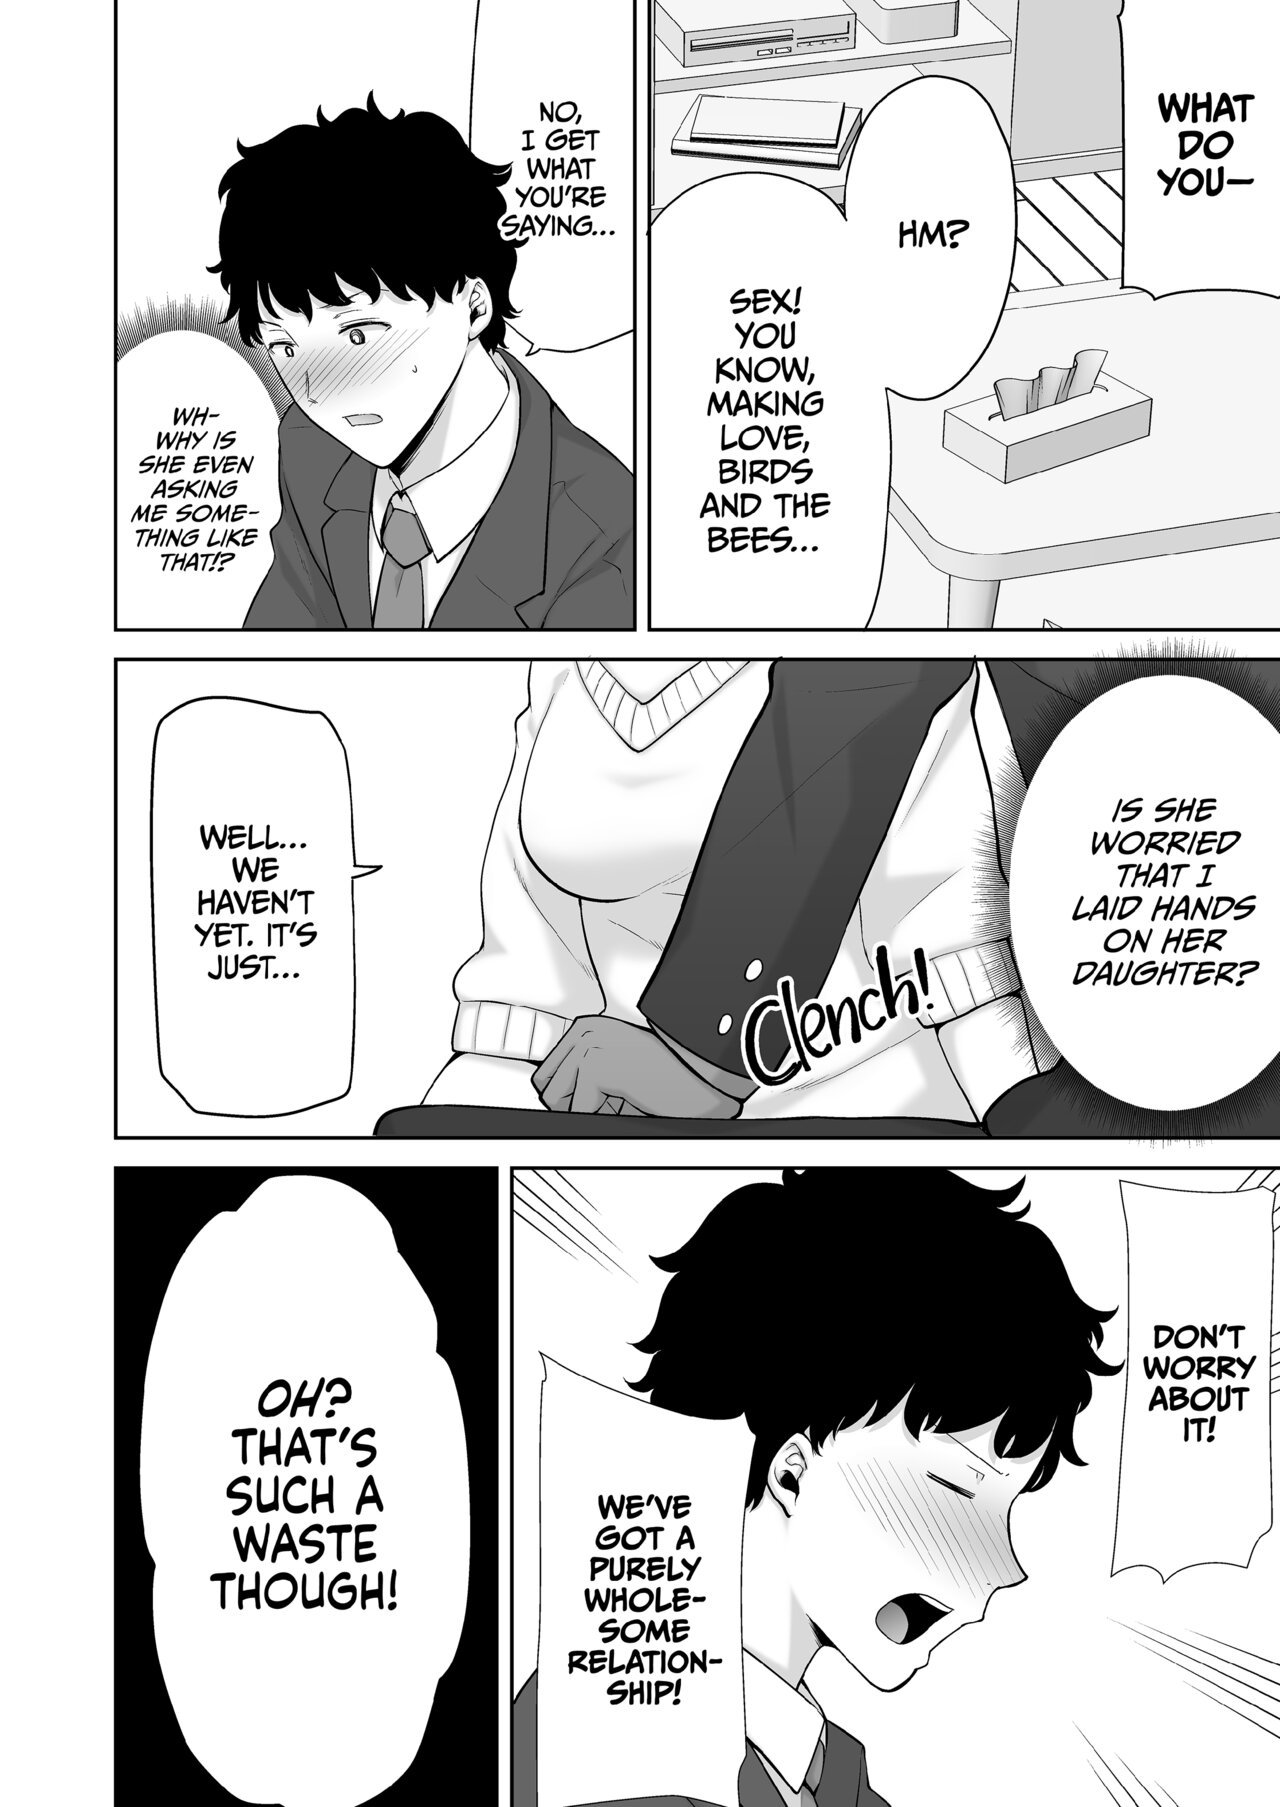 WHAT
DO
YOU—
HM?
SEX!
YOU
KNOW,
MAKING
LOVE,
BIRDS
AND THE
BEES...
NO,
I GET
WHAT
YOU'RE
SAYING...
WH-
WHY IS
SHE EVEN
ASKING
ME SOME-
THING LIKE
THAT!?
IS SHE
WORRIED
THAT I
LAID HANDS
ON HER
DAUGHTER?
Clench!
WELL...
WE
HAVEN'T
YET. IT'S
JUST...
DON'T
WORRY
ABOUT
IT!
WE'VE
GOT A
PURELY
WHOLE-
SOME
RELATION-
SHIP!
OH?
THAT'S
SUCH A
WASTE
THOUGH!